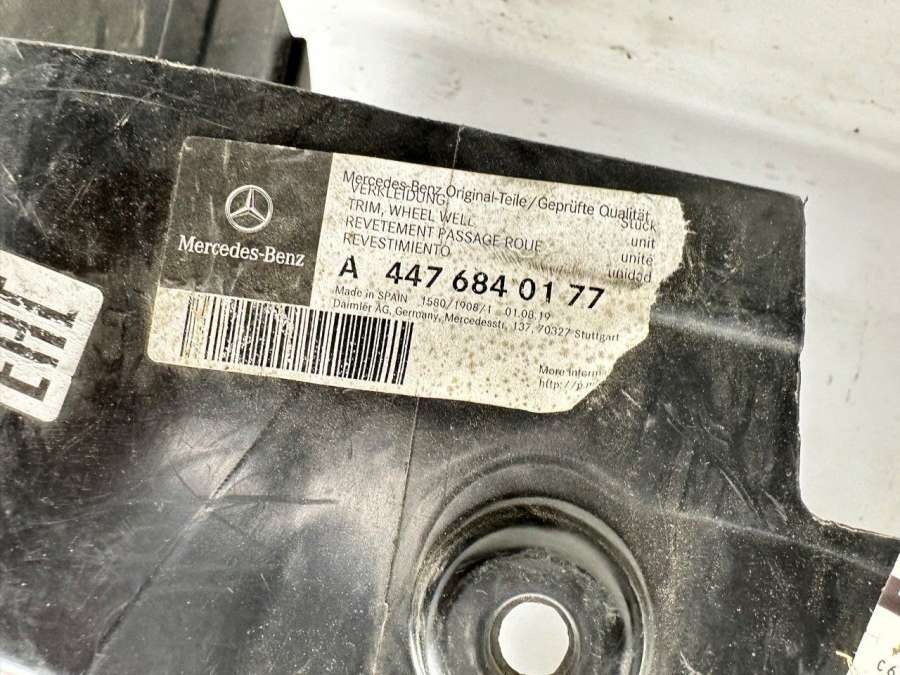 Mercedes-Benz Original-Teile/Geprüfte Qualität
VERKLEIDUNG Stück
TRIM, WHEEL WELL unit
REVETEMENT PASSAGE ROUE unité
REVESTIMIENTO unidad
Mercedes-Benz
A 447 684 01 77
Made in SPAIN 1580/1908/1 01.08.19
Daimler AG, Germany, Mercedesstr. 137, 70327 Stuttgart
More
http://
C6